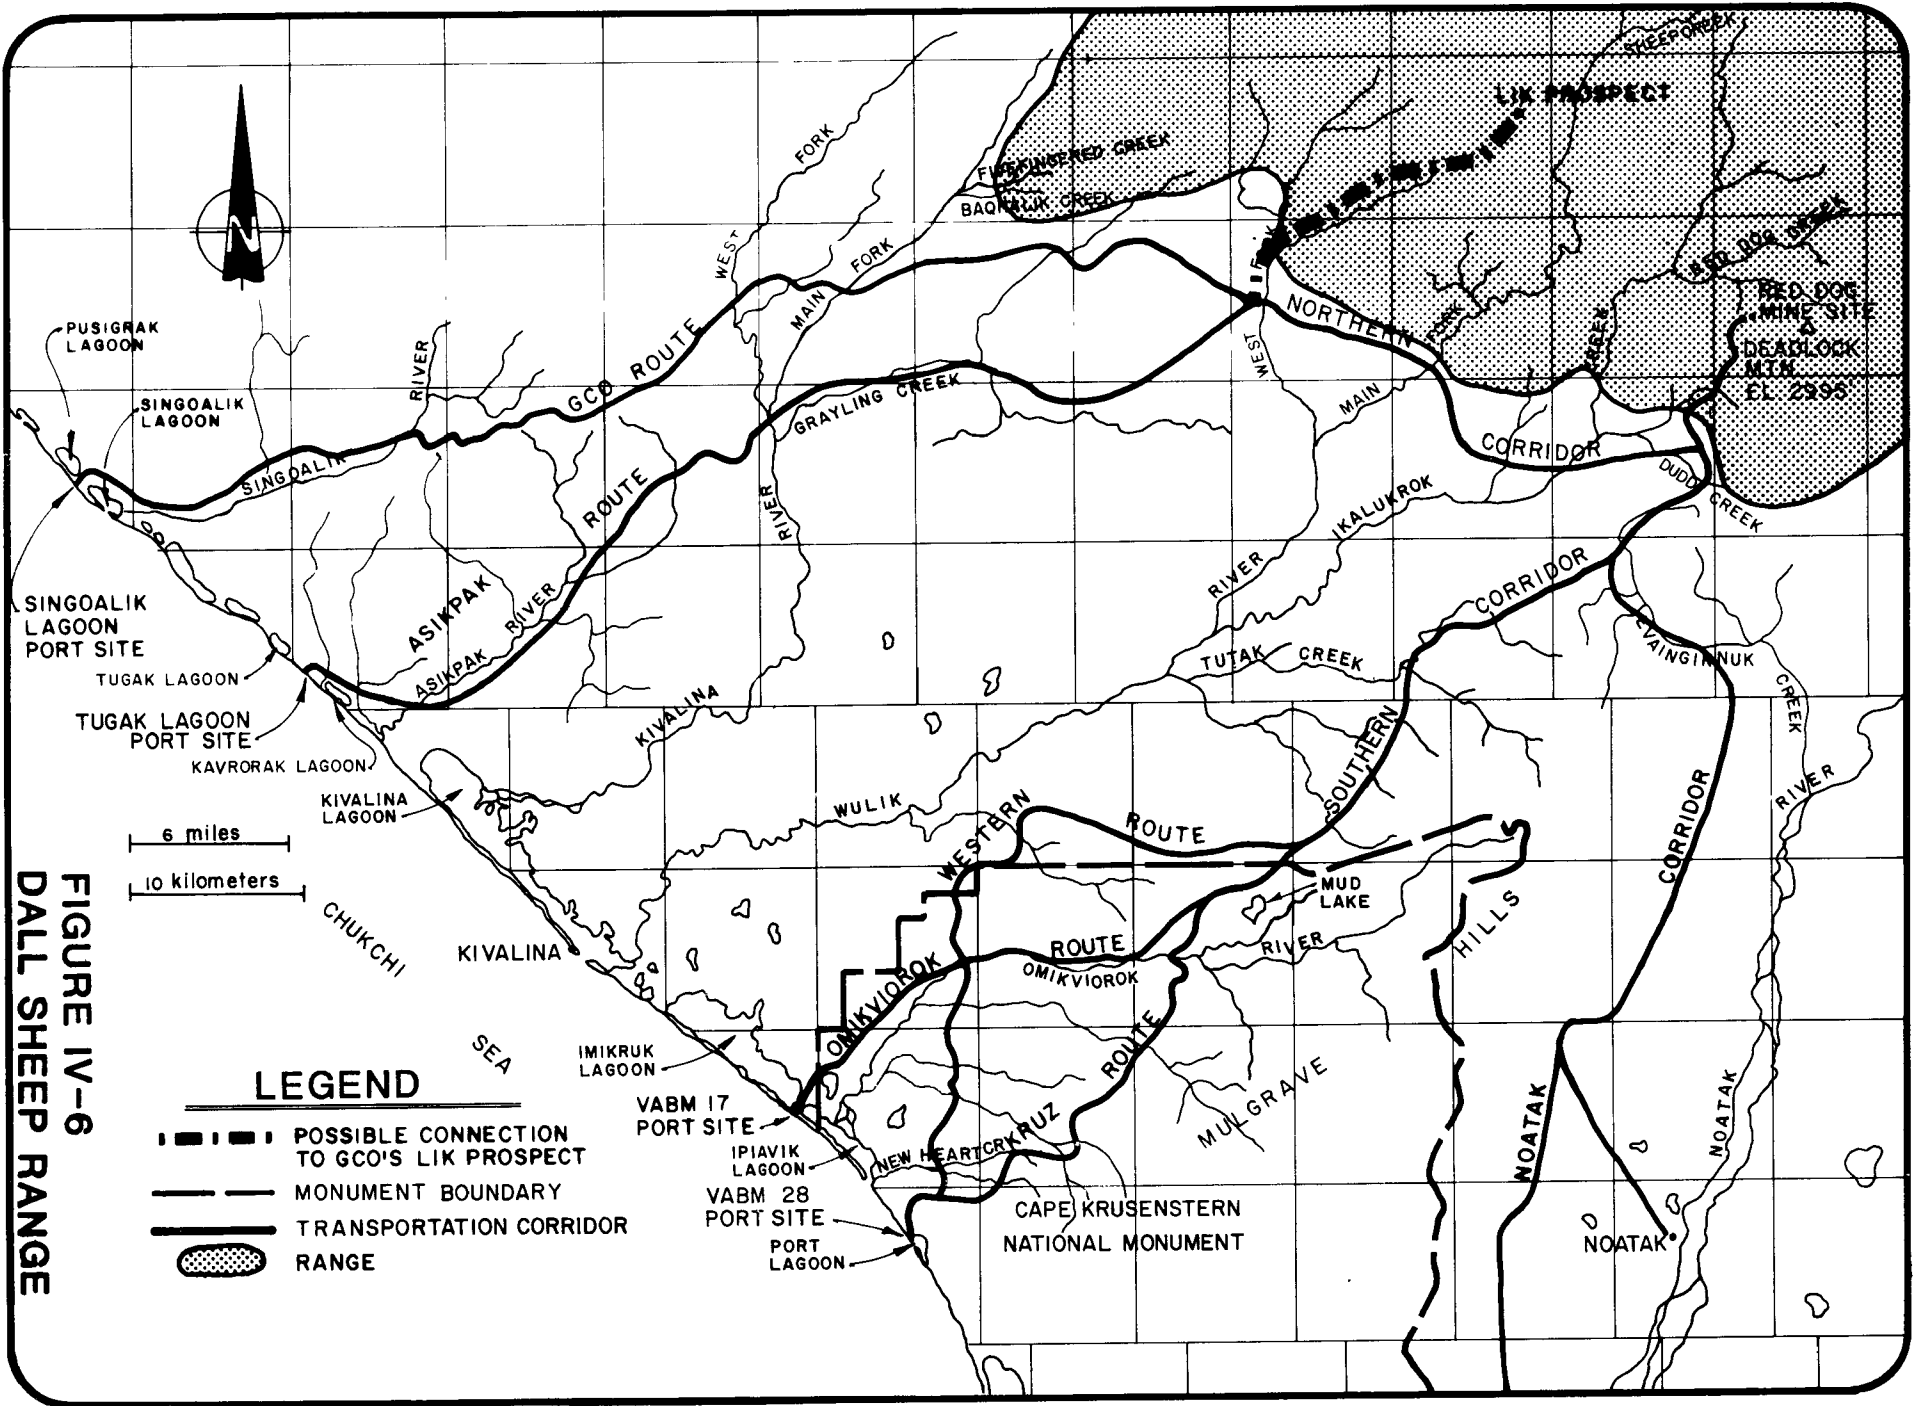 SHEEP CREEK
LIK PROSPECT
FORK
FIVEFINGERED CREEK
BAQHALIK CREEK
N
WEST
FORK
MAIN
RED DOG CREEK
RED DOG
MINE SITE
DEADLOCK
MTN.
EL 2995'
NORTHERN
FORK
CREEK
WEST
MAIN
CORRIDOR
DUDD
CREEK
PUSIGRAK
LAGOON
SINGOALIK
LAGOON
RIVER
GCO ROUTE
GRAYLING CREEK
SINGOALIK
ROUTE
RIVER
IKALUKROK
RIVER
CORRIDOR
SINGOALIK
LAGOON
PORT SITE
ASIKPAK
RIVER
ASIKPAK
TUGAK LAGOON
TUGAK LAGOON
PORT SITE
KAVRORAK LAGOON
KIVALINA
TUTAK CREEK
EVAINGINNUK
CREEK
SOUTHERN
KIVALINA
LAGOON
WULIK
WESTERN
ROUTE
CORRIDOR
RIVER
6 miles
10 kilometers
MUD
LAKE
HILLS
CHUKCHI
SEA
KIVALINA
OMIKVIOROK
ROUTE
OMIKVIOROK
RIVER
IMIKRUK
LAGOON
ROUTE
MULGRAVE
KRUZ
VABM 17
PORT SITE
IPIAVIK
LAGOON
NEW HEART CR.
VABM 28
PORT SITE
PORT
LAGOON
CAPE KRUSENSTERN
NATIONAL MONUMENT
NOATAK
NOATAK
NOATAK
LEGEND
POSSIBLE CONNECTION
TO GCO'S LIK PROSPECT
MONUMENT BOUNDARY
TRANSPORTATION CORRIDOR
RANGE
FIGURE IV-6
DALL SHEEP RANGE